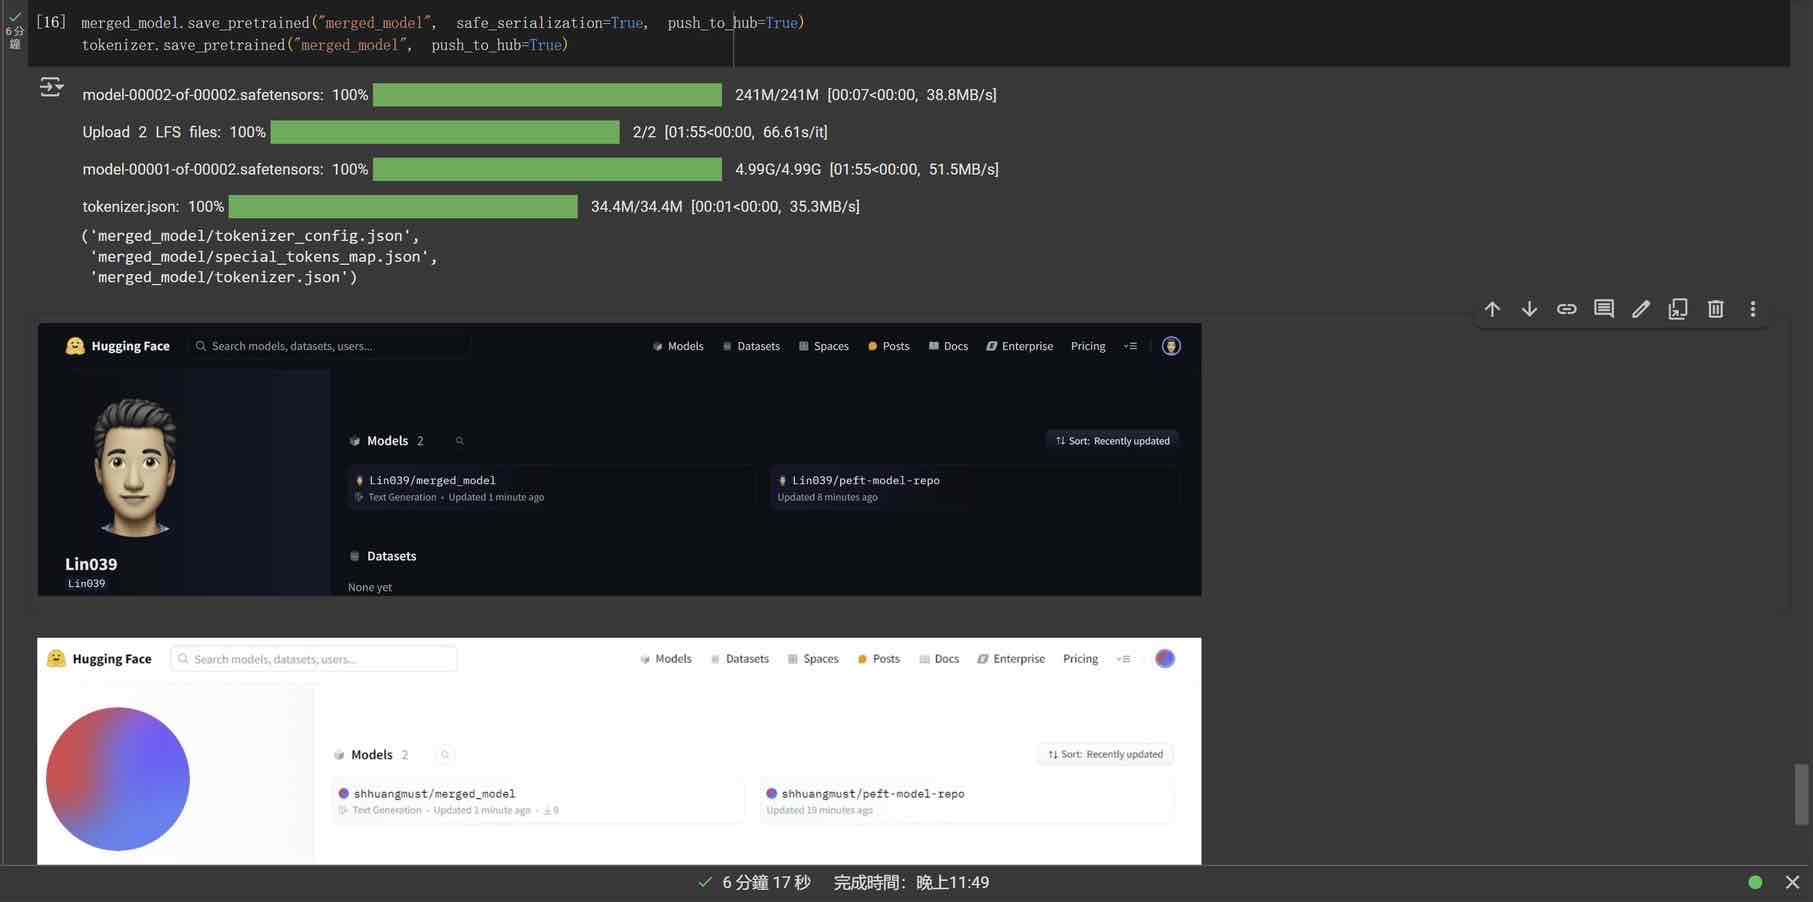 [16] merged_model.save_pretrained("merged_model", safe_serialization=True, push_to_hub=True)
6 分
鐘
tokenizer.save_pretrained("merged_model", push_to_hub=True)
model-00002-of-00002.safetensors: 100% 241M/241M [00:07<00:00, 38.8MB/s]
Upload 2 LFS files: 100% 2/2 [01:55<00:00, 66.61s/it]
model-00001-of-00002.safetensors: 100% 4.99G/4.99G [01:55<00:00, 51.5MB/s]
tokenizer.json: 100% 34.4M/34.4M [00:01<00:00, 35.3MB/s]
('merged_model/tokenizer_config.json',
'merged_model/special_tokens_map.json',
'merged_model/tokenizer.json')
Hugging Face Search models, datasets, users... Models Datasets Spaces Posts Docs Enterprise Pricing
Models 2 Sort: Recently updated
Lin039/merged_model Lin039/peft-model-repo
Text Generation • Updated 1 minute ago Updated 8 minutes ago
Datasets
Lin039
Lin039
None yet
Hugging Face Search models, datasets, users... Models Datasets Spaces Posts Docs Enterprise Pricing
Models 2 Sort: Recently updated
shhuangmust/merged_model shhuangmust/peft-model-repo
Text Generation • Updated 1 minute ago • 9 Updated 19 minutes ago
6 分鐘 17 秒 完成時間：晚上11:49